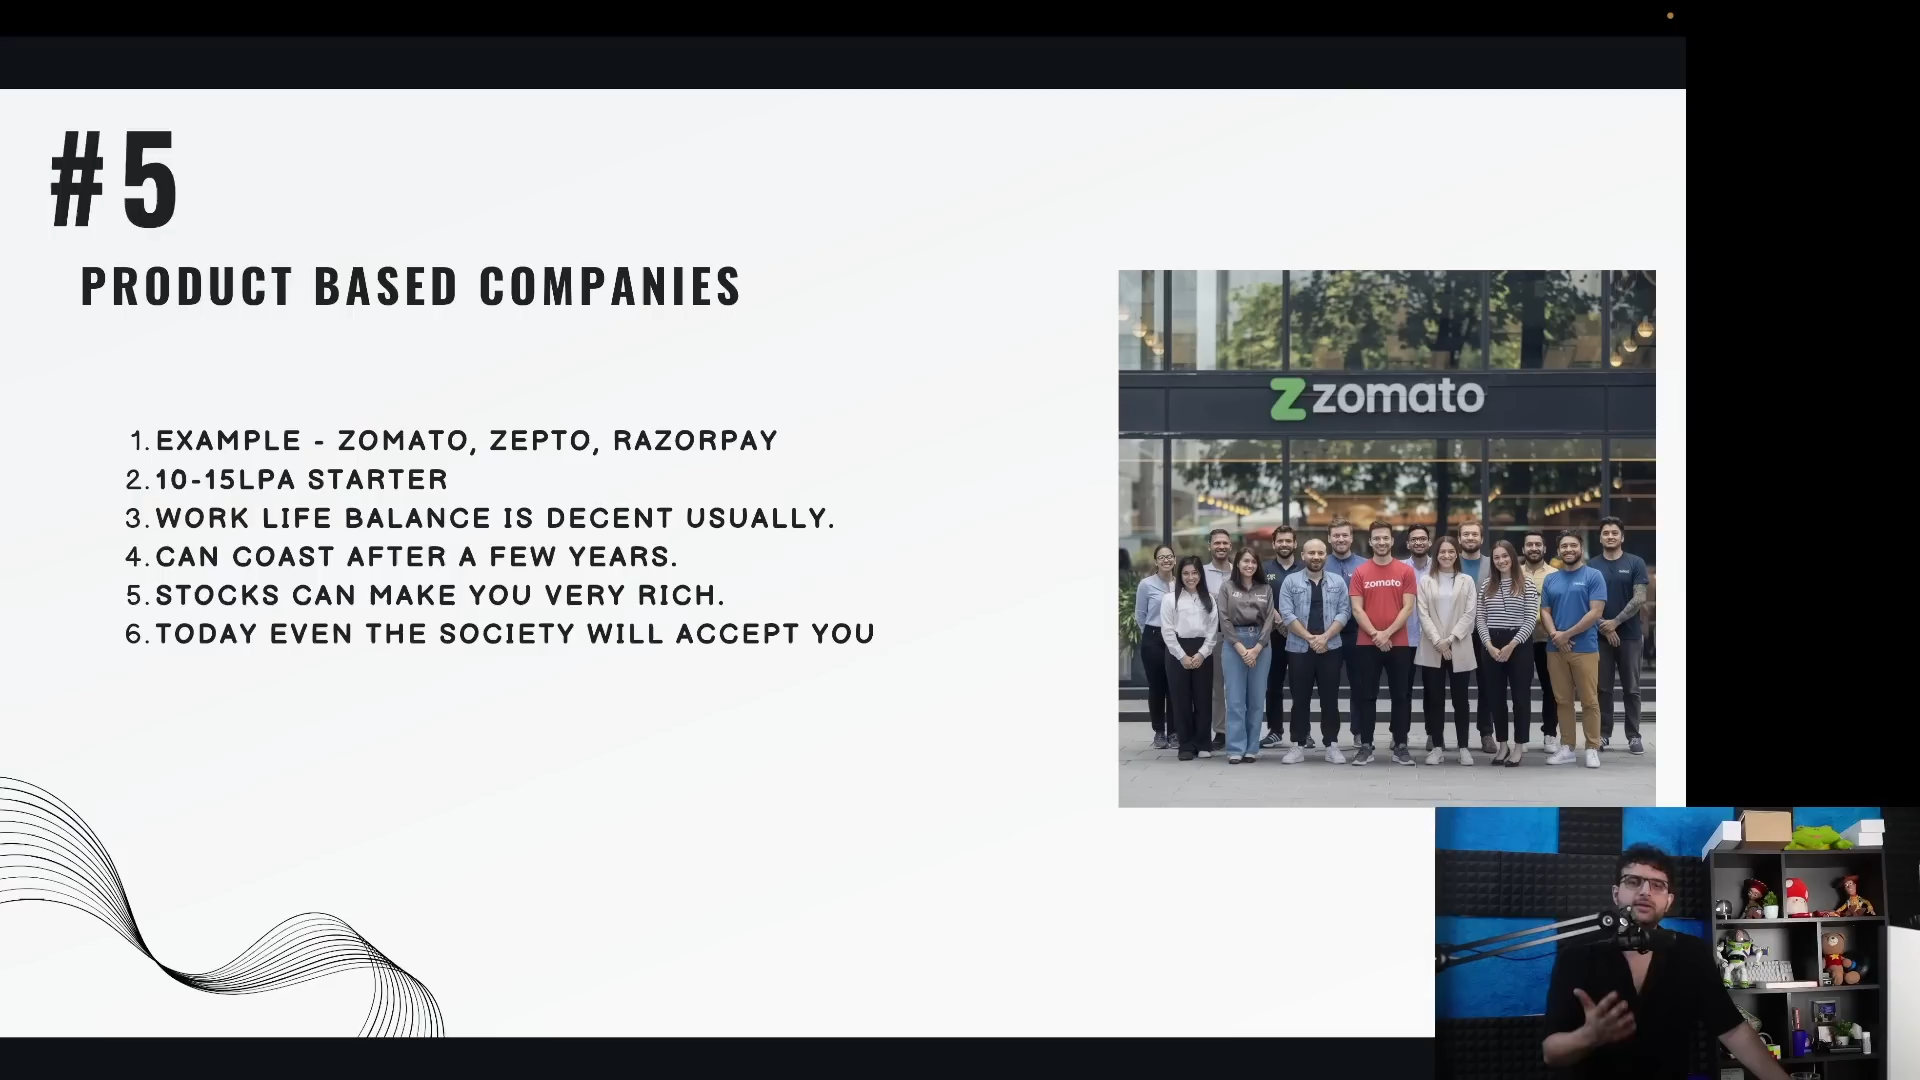 #5
PRODUCT BASED COMPANIES
1. EXAMPLE - ZOMATO, ZEPTO, RAZORPAY
2. 10-15LPA STARTER
3. WORK LIFE BALANCE IS DECENT USUALLY.
4. CAN COAST AFTER A FEW YEARS.
5. STOCKS CAN MAKE YOU VERY RICH.
6. TODAY EVEN THE SOCIETY WILL ACCEPT YOU
Z zomato
zomato